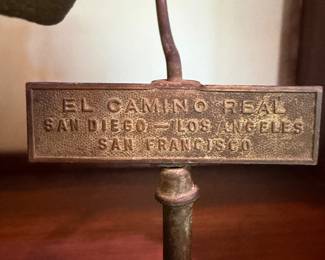 EL CAMINO REAL
SAN DIEGO – LOS ANGELES
SAN FRANCISCO